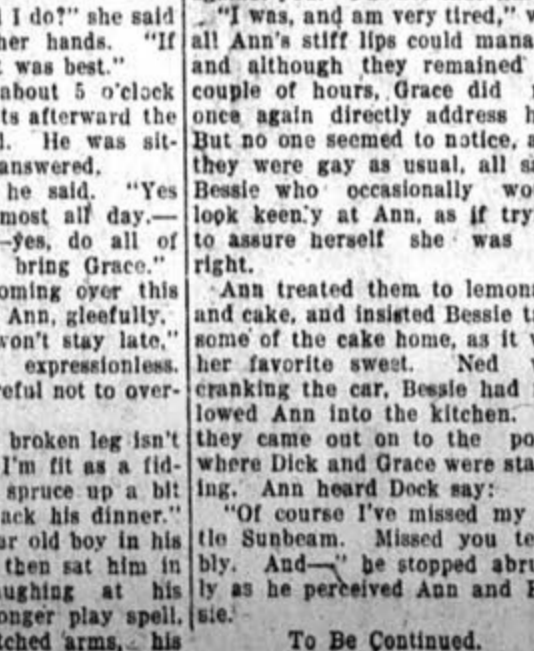 I do?" she said
her hands. "If
was best."
about 5 o'clock
ts afterward the
He was sit-
answered.
he said. "Yes
most all day.—
—yes, do all of
bring Grace."
oming over this
Ann, gleefully.
won't stay late,"
expressionless.
reful not to over-
broken leg isn't
I'm fit as a fid-
spruce up a bit
ack his dinner."
ar old boy in his
then sat him in
aughing at his
onger play spell.
tched arms, his
"I was, and am very tired," w
all Ann's stiff lips could mana
and although they remained
couple of hours, Grace did
once again directly address h
But no one seemed to notice, a
they were gay as usual, all s
Bessie who occasionally wo
look keen'y at Ann, as if try
to assure herself she was
right.
Ann treated them to lemona
and cake, and insisted Bessie t
some of the cake home, as it w
her favorite sweet. Ned w
cranking the car, Bessie had
lowed Ann into the kitchen.
they came out on to the po
where Dick and Grace were sta
ing. Ann heard Dock say:
"Of course I've missed my
tle Sunbeam. Missed you te
bly. And—" he stopped abru
ly as he perceived Ann and B
sie.
To Be Continued.